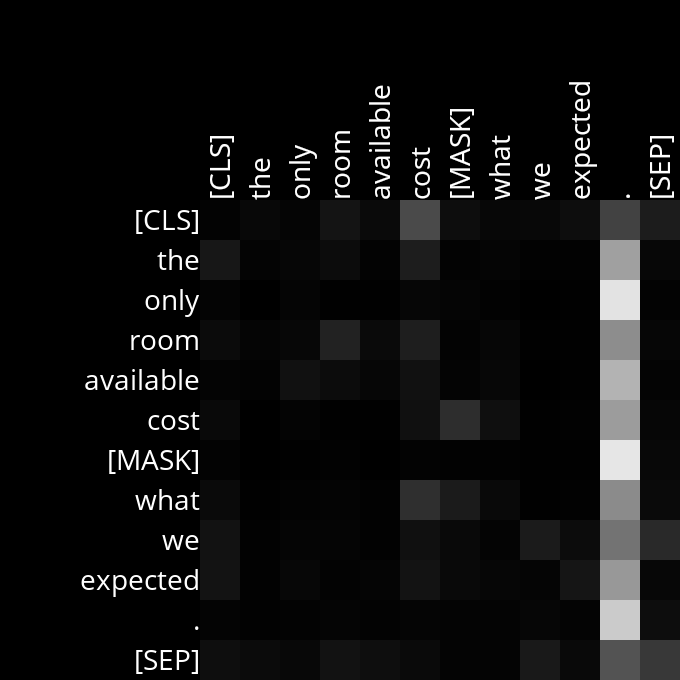 [CLS] the only room available cost [MASK] what we expected . [SEP]
[CLS]
the
only
room
available
cost
[MASK]
what
we
expected
.
[SEP]